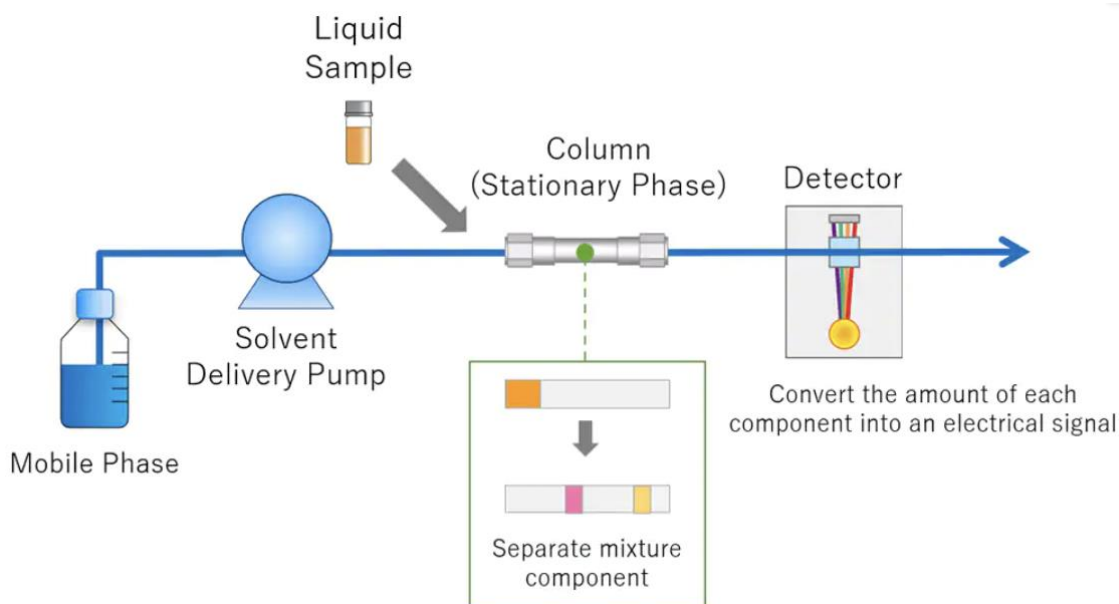 Liquid
Sample
Column
(Stationary Phase)
Detector
Solvent
Delivery Pump
Mobile Phase
Convert the amount of each
component into an electrical signal
Separate mixture
component